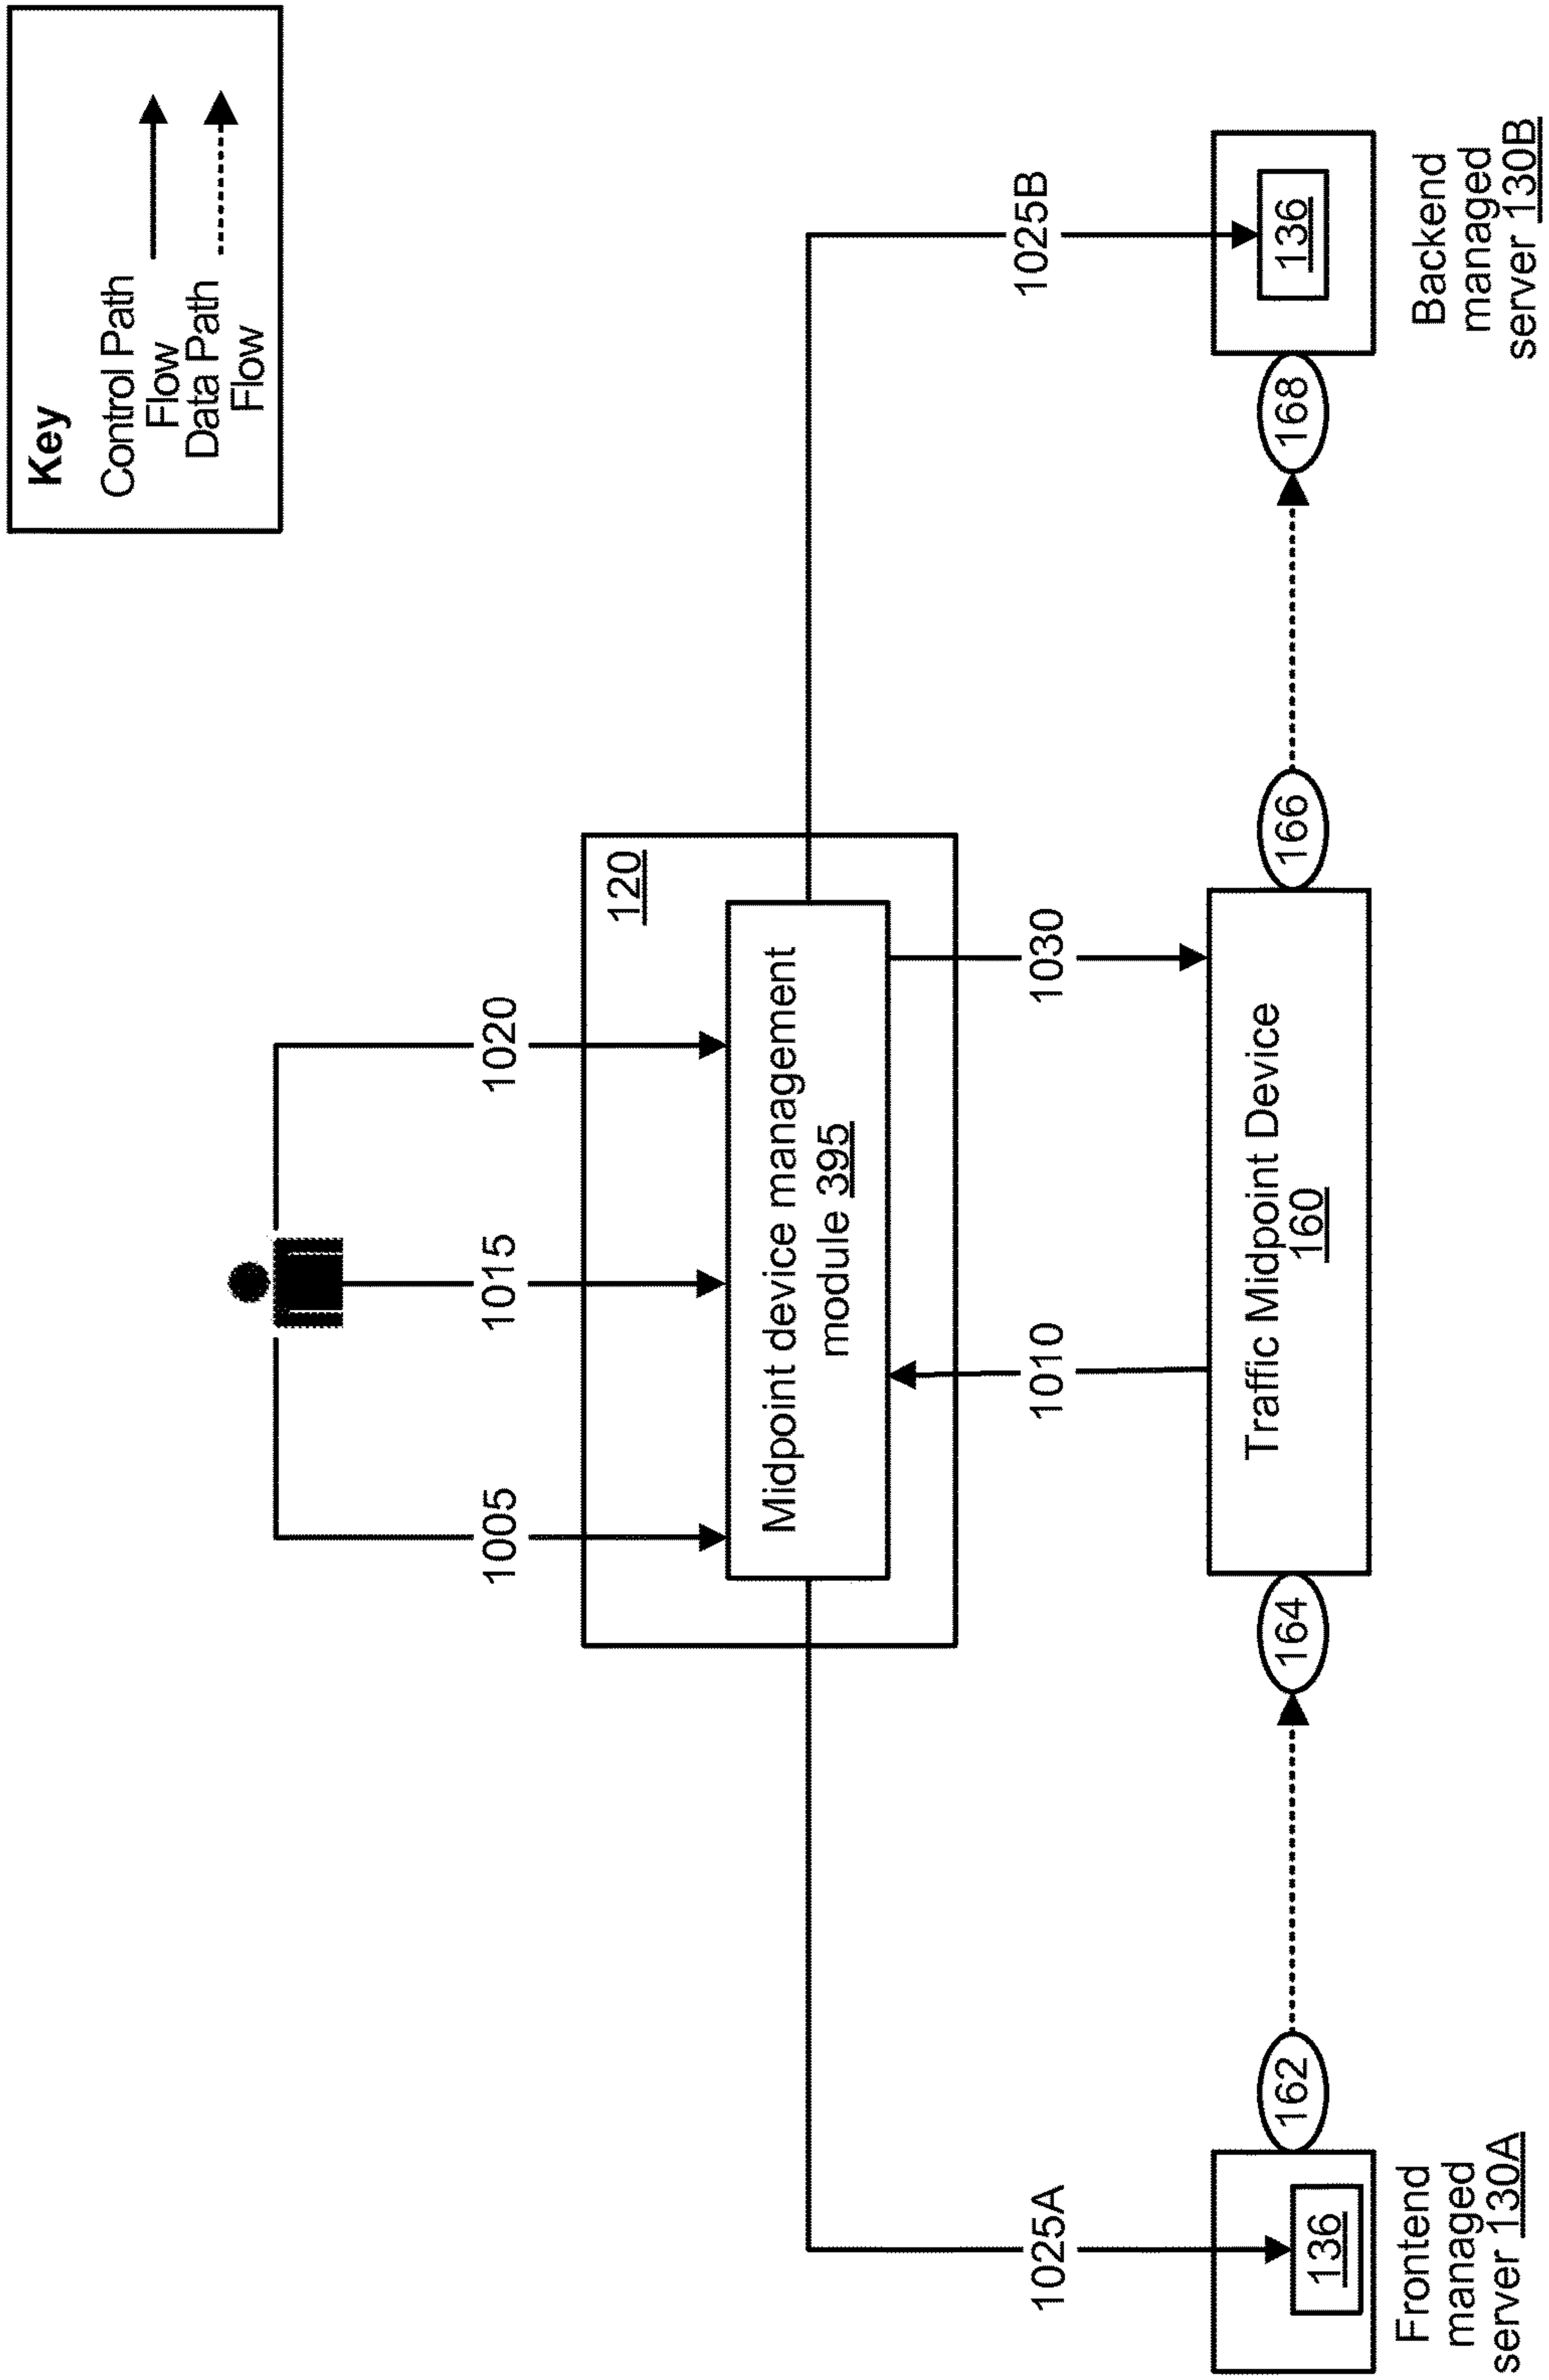 Key
Control Path
Flow
Data Path
Flow
1005
1015
1020
120
Midpoint device management
module 395
1025A
1010
1030
1025B
136
162
164
Traffic Midpoint Device
160
166
168
136
Frontend
managed
server 130A
Backend
managed
server 130B